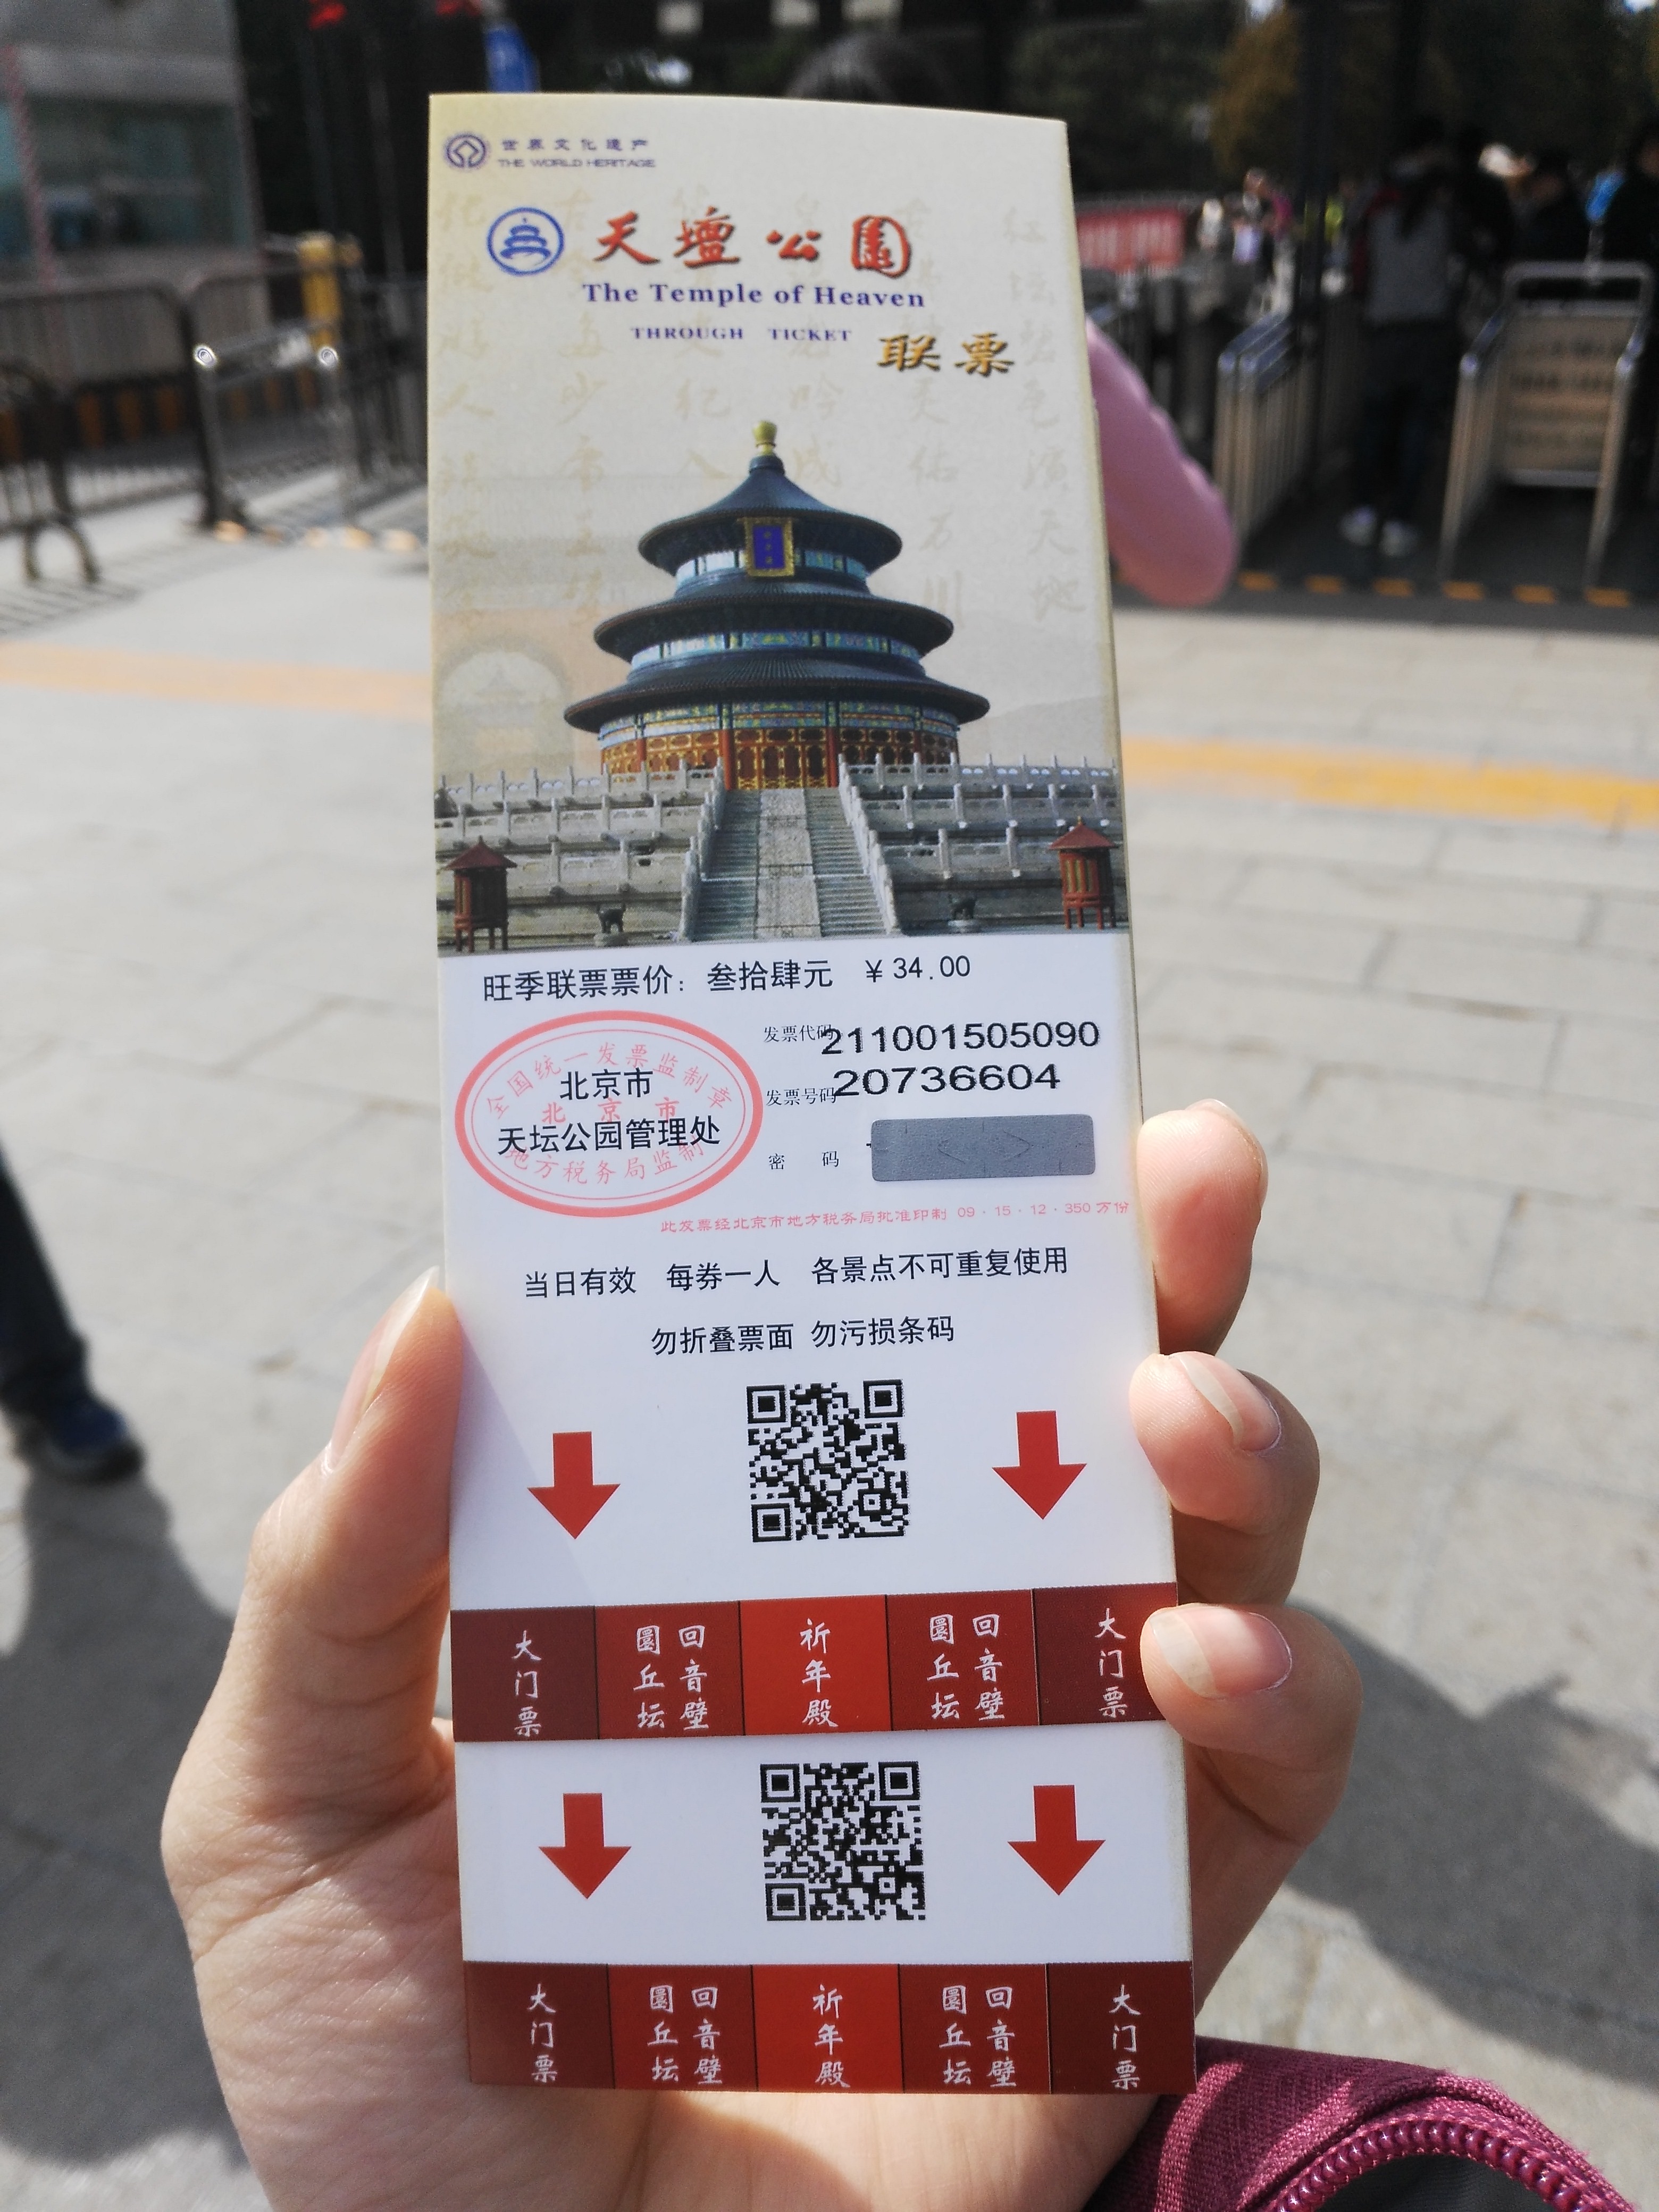 世界文化遗产
THE WORLD HERITAGE
天壇公園
The Temple of Heaven
THROUGH TICKET
联票
旺季联票票价：叁拾肆元 ￥34.00
发票代码 211001505090
发票号码 20736604
密 码
全国统一发票监制章
北京市
地方税务局监制
北京市
天坛公园管理处
此发票经北京市地方税务局批准印制 09·15·12·350万份
当日有效 每券一人 各景点不可重复使用
勿折叠票面 勿污损条码
大门票
回音壁
圜丘坛
祈年殿
回音壁
圜丘坛
大门票
大门票
回音壁
圜丘坛
祈年殿
回音壁
圜丘坛
大门票